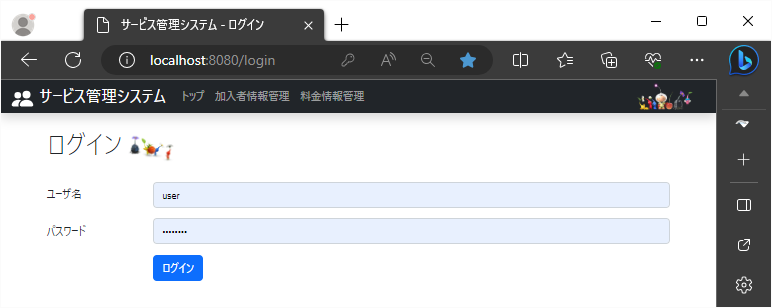 サービス管理システム - ログイン
localhost:8080/login
サービス管理システム トップ 加入者情報管理 料金情報管理
ログイン
ユーザ名 user
パスワード ••••••••
ログイン